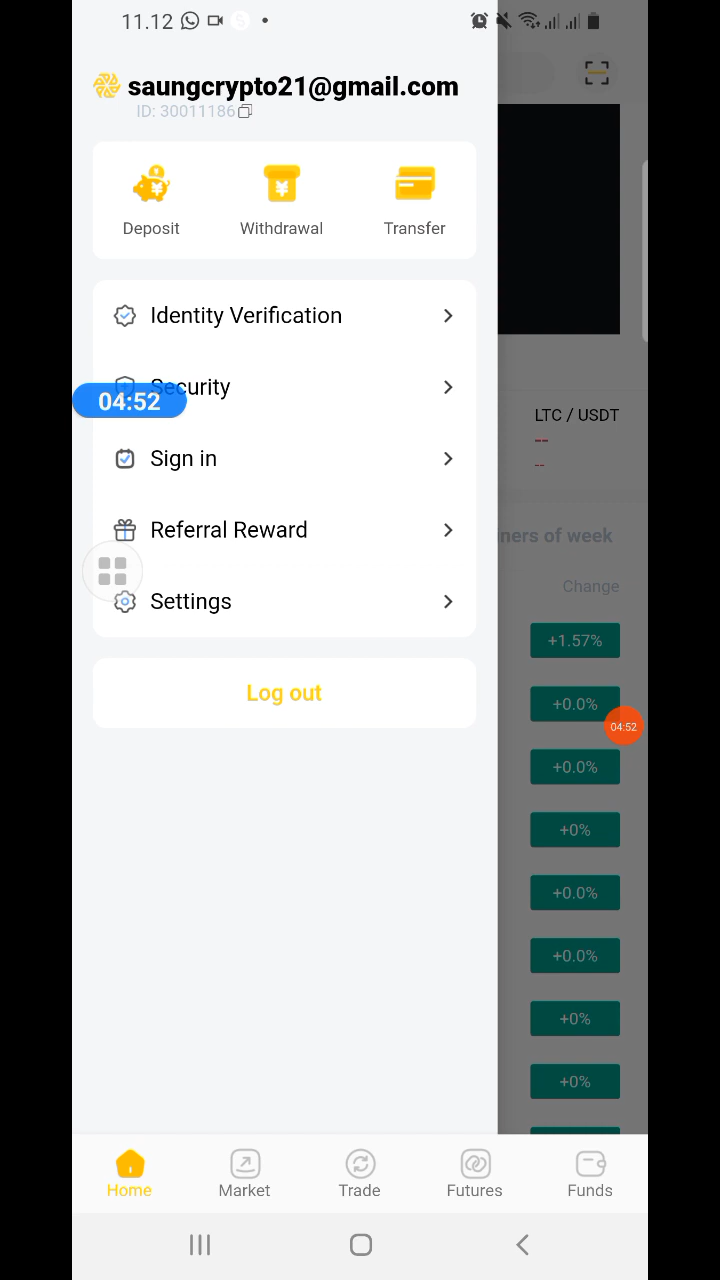 11.12
saungcrypto21@gmail.com
ID: 30011186
Deposit
Withdrawal
Transfer
Identity Verification
Security
04:52
LTC / USDT
--
--
Sign in
Referral Reward
ners of week
Change
Settings
+1.57%
Log out
+0.0%
04:52
+0.0%
+0%
+0.0%
+0.0%
+0%
+0%
Home
Market
Trade
Futures
Funds